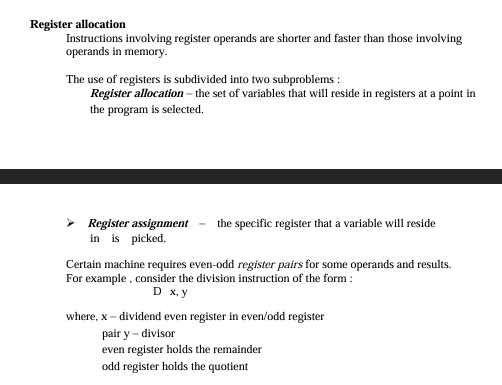 Register allocation
Instructions involving register operands are shorter and faster than those involving
operands in memory.
The use of registers is subdivided into two subproblems :
Register allocation – the set of variables that will reside in registers at a point in
the program is selected.
➢ Register assignment – the specific register that a variable will reside
in is picked.
Certain machine requires even-odd register pairs for some operands and results.
For example , consider the division instruction of the form :
D x, y
where, x – dividend even register in even/odd register
pair y – divisor
even register holds the remainder
odd register holds the quotient